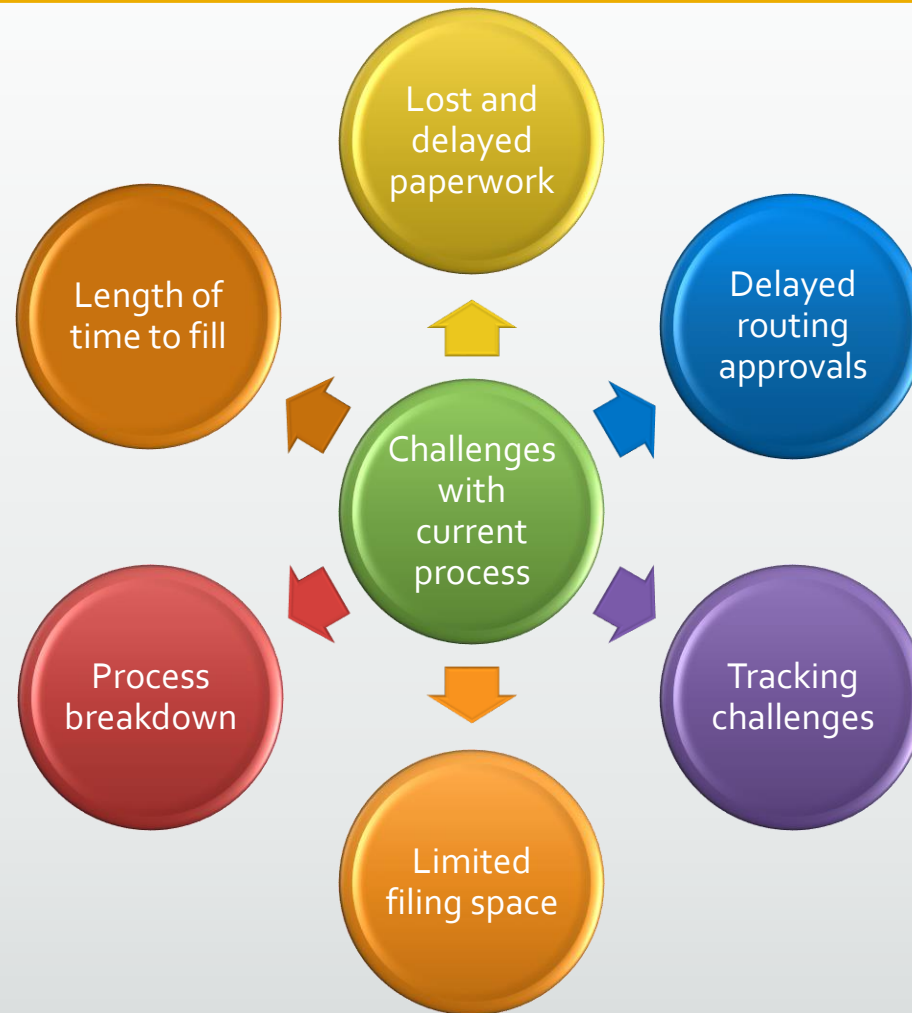 Lost and
delayed
paperwork
Delayed
routing
approvals
Tracking
challenges
Limited
filing space
Process
breakdown
Length of
time to fill
Challenges
with
current
process